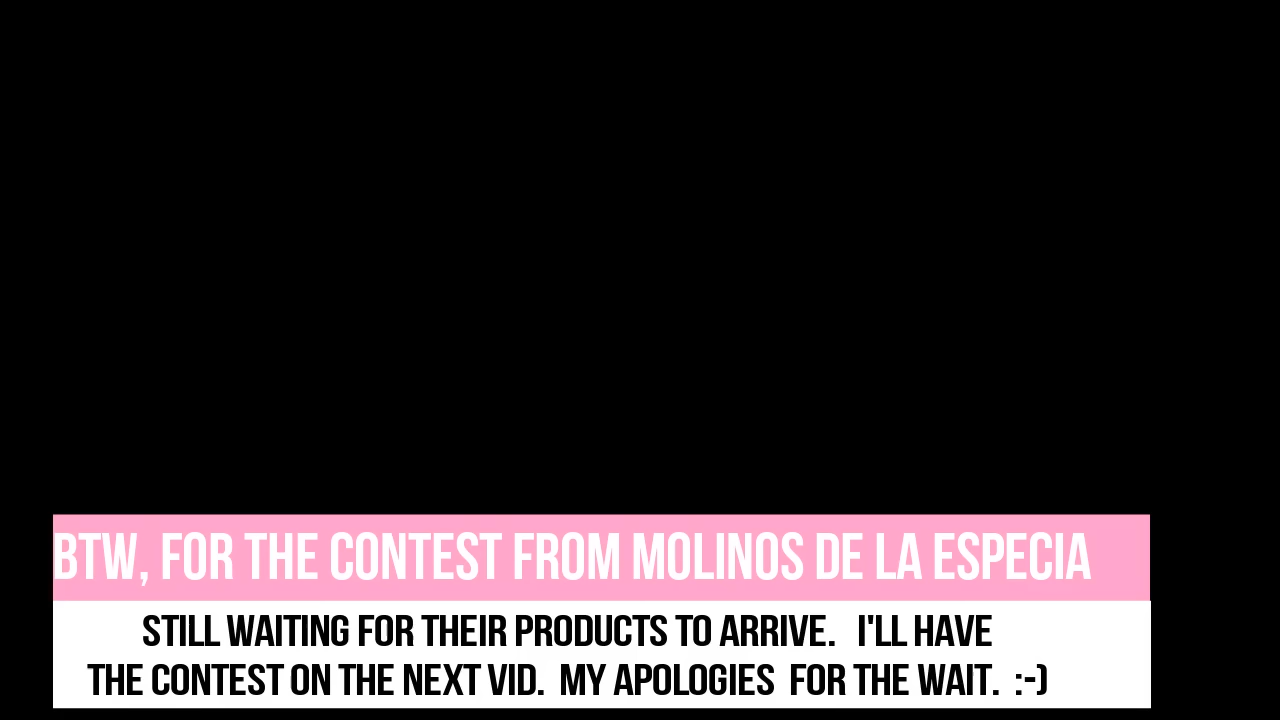 BTW, FOR THE CONTEST FROM MOLINOS DE LA ESPECIA
STILL WAITING FOR THEIR PRODUCTS TO ARRIVE.  I'LL HAVE
THE CONTEST ON THE NEXT VID.  MY APOLOGIES  FOR THE WAIT.  :-)